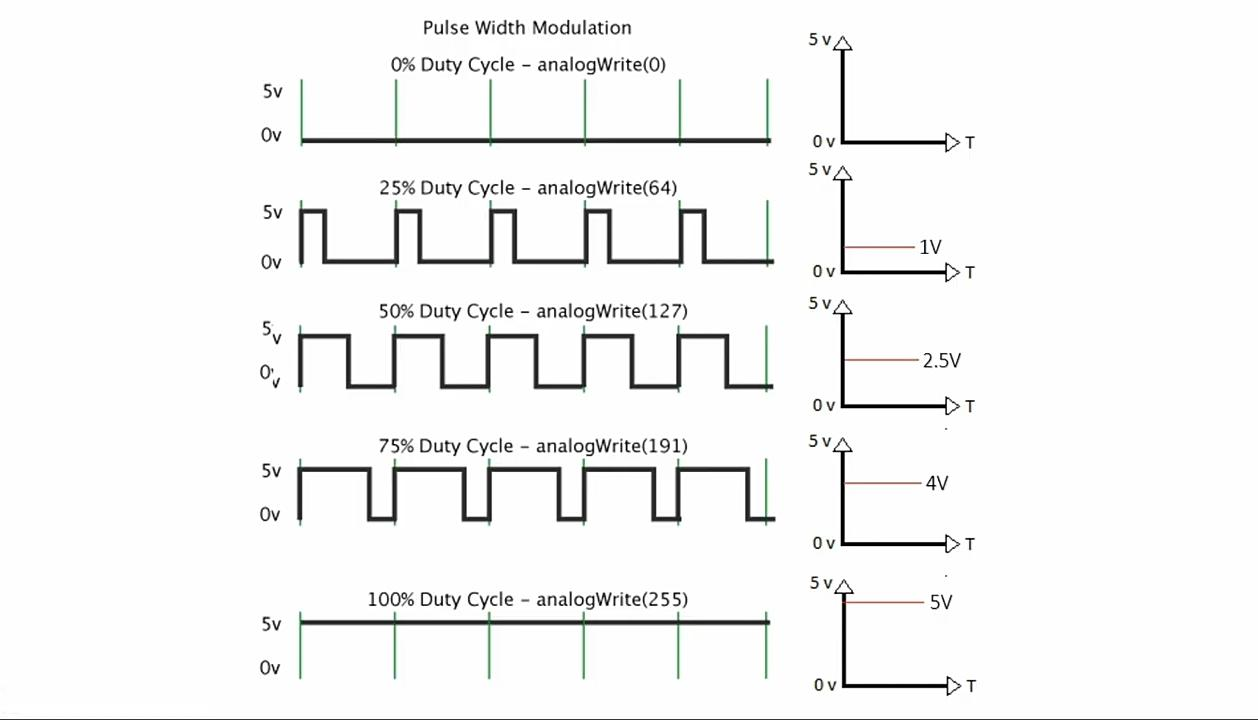 Pulse Width Modulation
0% Duty Cycle – analogWrite(0)
5v
0v
5 v
0 v
T
25% Duty Cycle – analogWrite(64)
5v
0v
5 v
1V
0 v
T
50% Duty Cycle – analogWrite(127)
5v
0v
5 v
2.5V
0 v
T
75% Duty Cycle – analogWrite(191)
5v
0v
5 v
4V
0 v
T
100% Duty Cycle – analogWrite(255)
5v
0v
5 v
5V
0 v
T